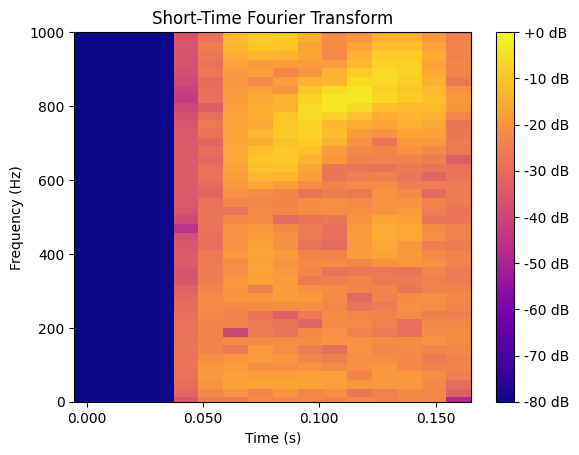 Short-Time Fourier Transform
1000
800
600
400
200
0
Frequency (Hz)
0.000
0.050
0.100
0.150
Time (s)
+0 dB
-10 dB
-20 dB
-30 dB
-40 dB
-50 dB
-60 dB
-70 dB
-80 dB